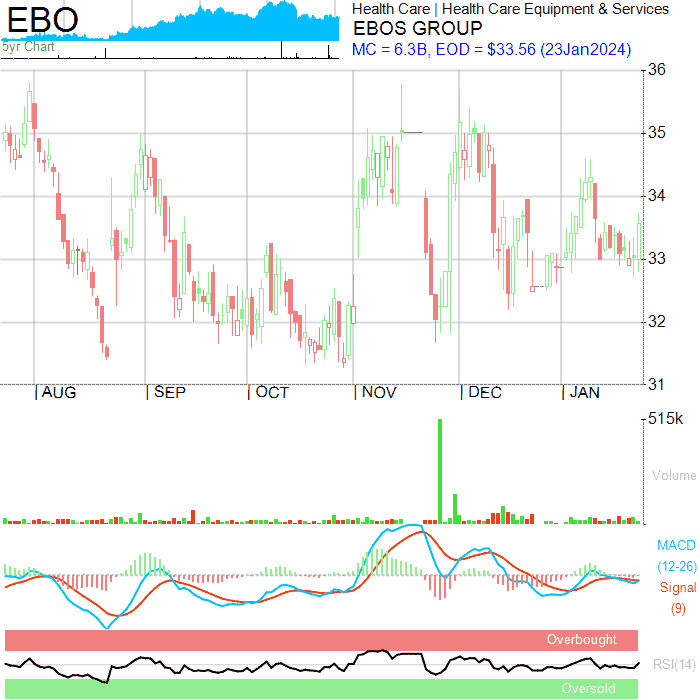 EBO
5yr Chart
Health Care | Health Care Equipment & Services
EBOS GROUP
MC = 6.3B, EOD = $33.56 (23Jan2024)
36
35
34
33
32
31
| AUG | SEP | OCT | NOV | DEC | JAN
515k
Volume
MACD
(12-26)
Signal
(9)
Overbought
RSI(14)
Oversold